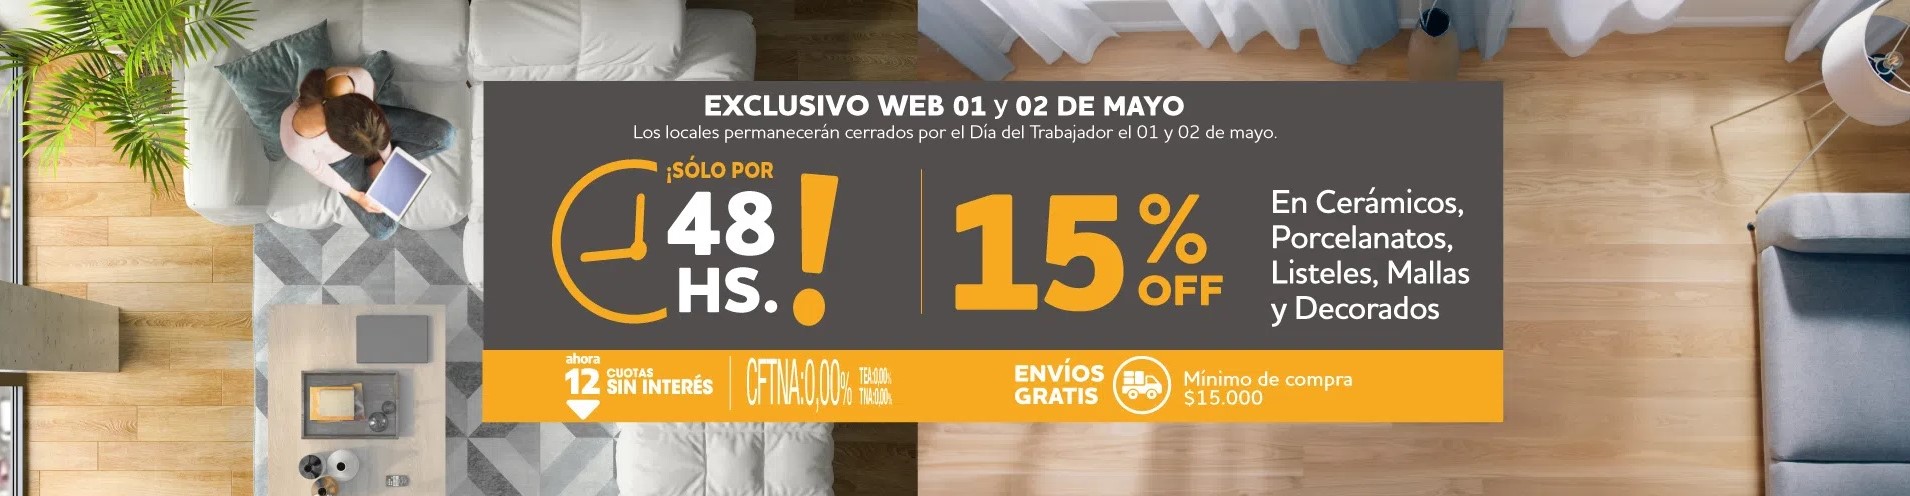 EXCLUSIVO WEB 01 y 02 DE MAYO
Los locales permanecerán cerrados por el Día del Trabajador el 01 y 02 de mayo.
¡SÓLO POR
48
HS.!
15% OFF
En Cerámicos,
Porcelanatos,
Listeles, Mallas
y Decorados
ahora
12 CUOTAS
SIN INTERÉS
CFTNA:0,00%
TEA:0,00%
TNA:0,00%
ENVÍOS
GRATIS
Mínimo de compra
$15.000